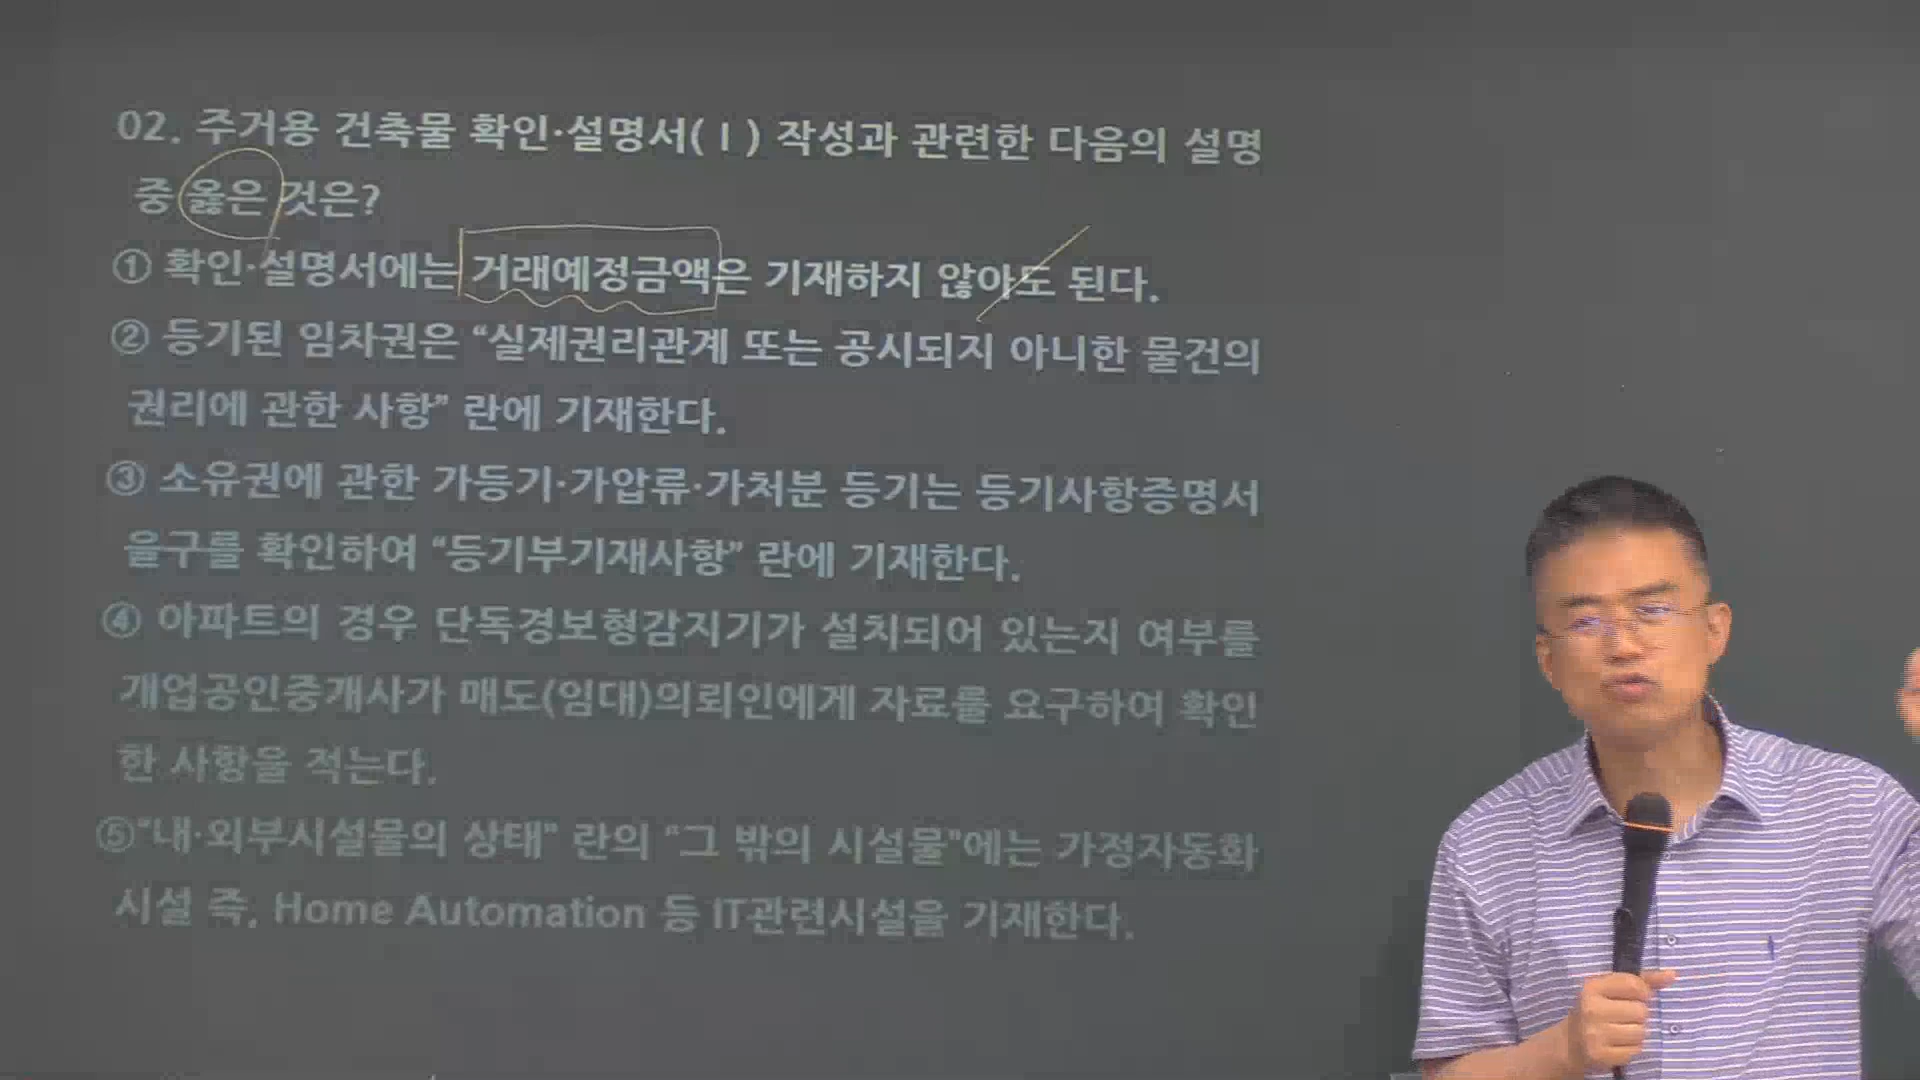 02. 주거용 건축물 확인·설명서(Ⅰ) 작성과 관련한 다음의 설명
중 옳은 것은?
① 확인·설명서에는 거래예정금액은 기재하지 않아도 된다.
② 등기된 임차권은 “실제권리관계 또는 공시되지 아니한 물건의
권리에 관한 사항” 란에 기재한다.
③ 소유권에 관한 가등기·가압류·가처분 등기는 등기사항증명서
을구를 확인하여 “등기부기재사항” 란에 기재한다.
④ 아파트의 경우 단독경보형감지기가 설치되어 있는지 여부를
개업공인중개사가 매도(임대)의뢰인에게 자료를 요구하여 확인
한 사항을 적는다.
⑤“내·외부시설물의 상태” 란의 “그 밖의 시설물”에는 가정자동화
시설 즉, Home Automation 등 IT관련시설을 기재한다.